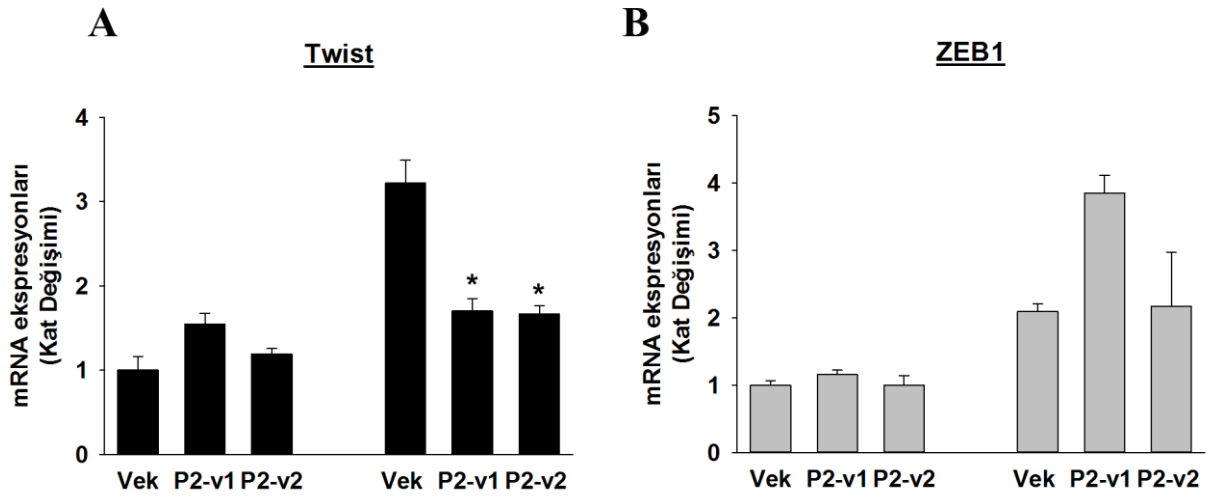 A
Twist
mRNA ekspresyonları
(Kat Değişimi)
4
3
2
1
0
* *
Vek P2-v1 P2-v2 Vek P2-v1 P2-v2
B
ZEB1
mRNA ekspresyonları
(Kat Değişimi)
5
4
3
2
1
0
Vek P2-v1 P2-v2 Vek P2-v1 P2-v2